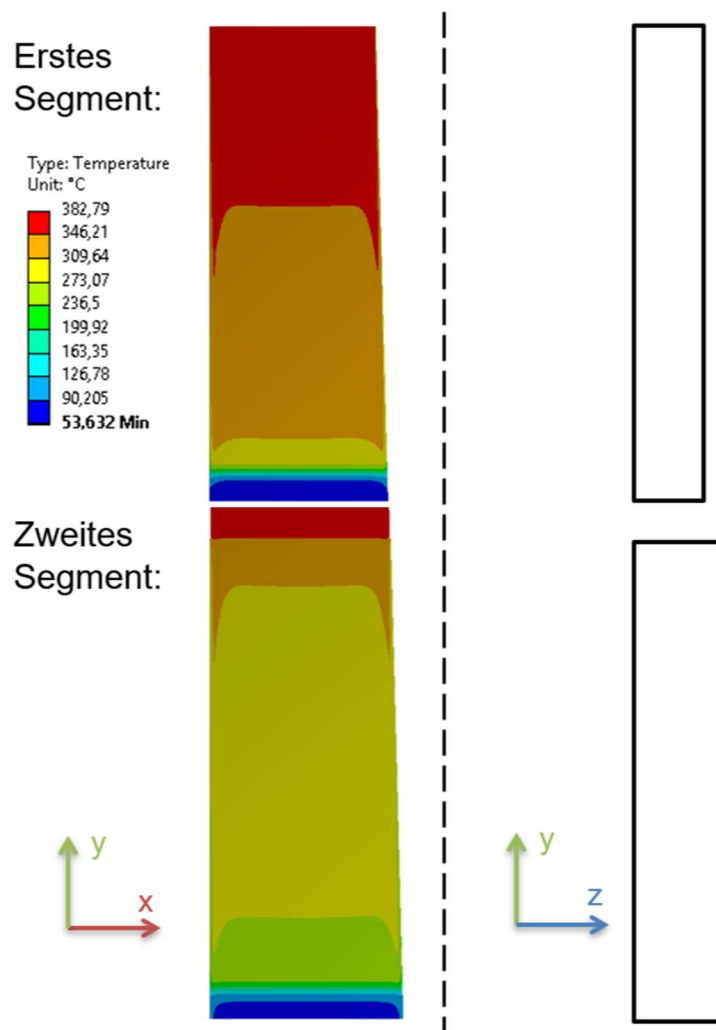 Erstes
Segment:
Type: Temperature
Unit: °C
382,79
346,21
309,64
273,07
236,5
199,92
163,35
126,78
90,205
53,632 Min
Zweites
Segment:
y
x
y
z